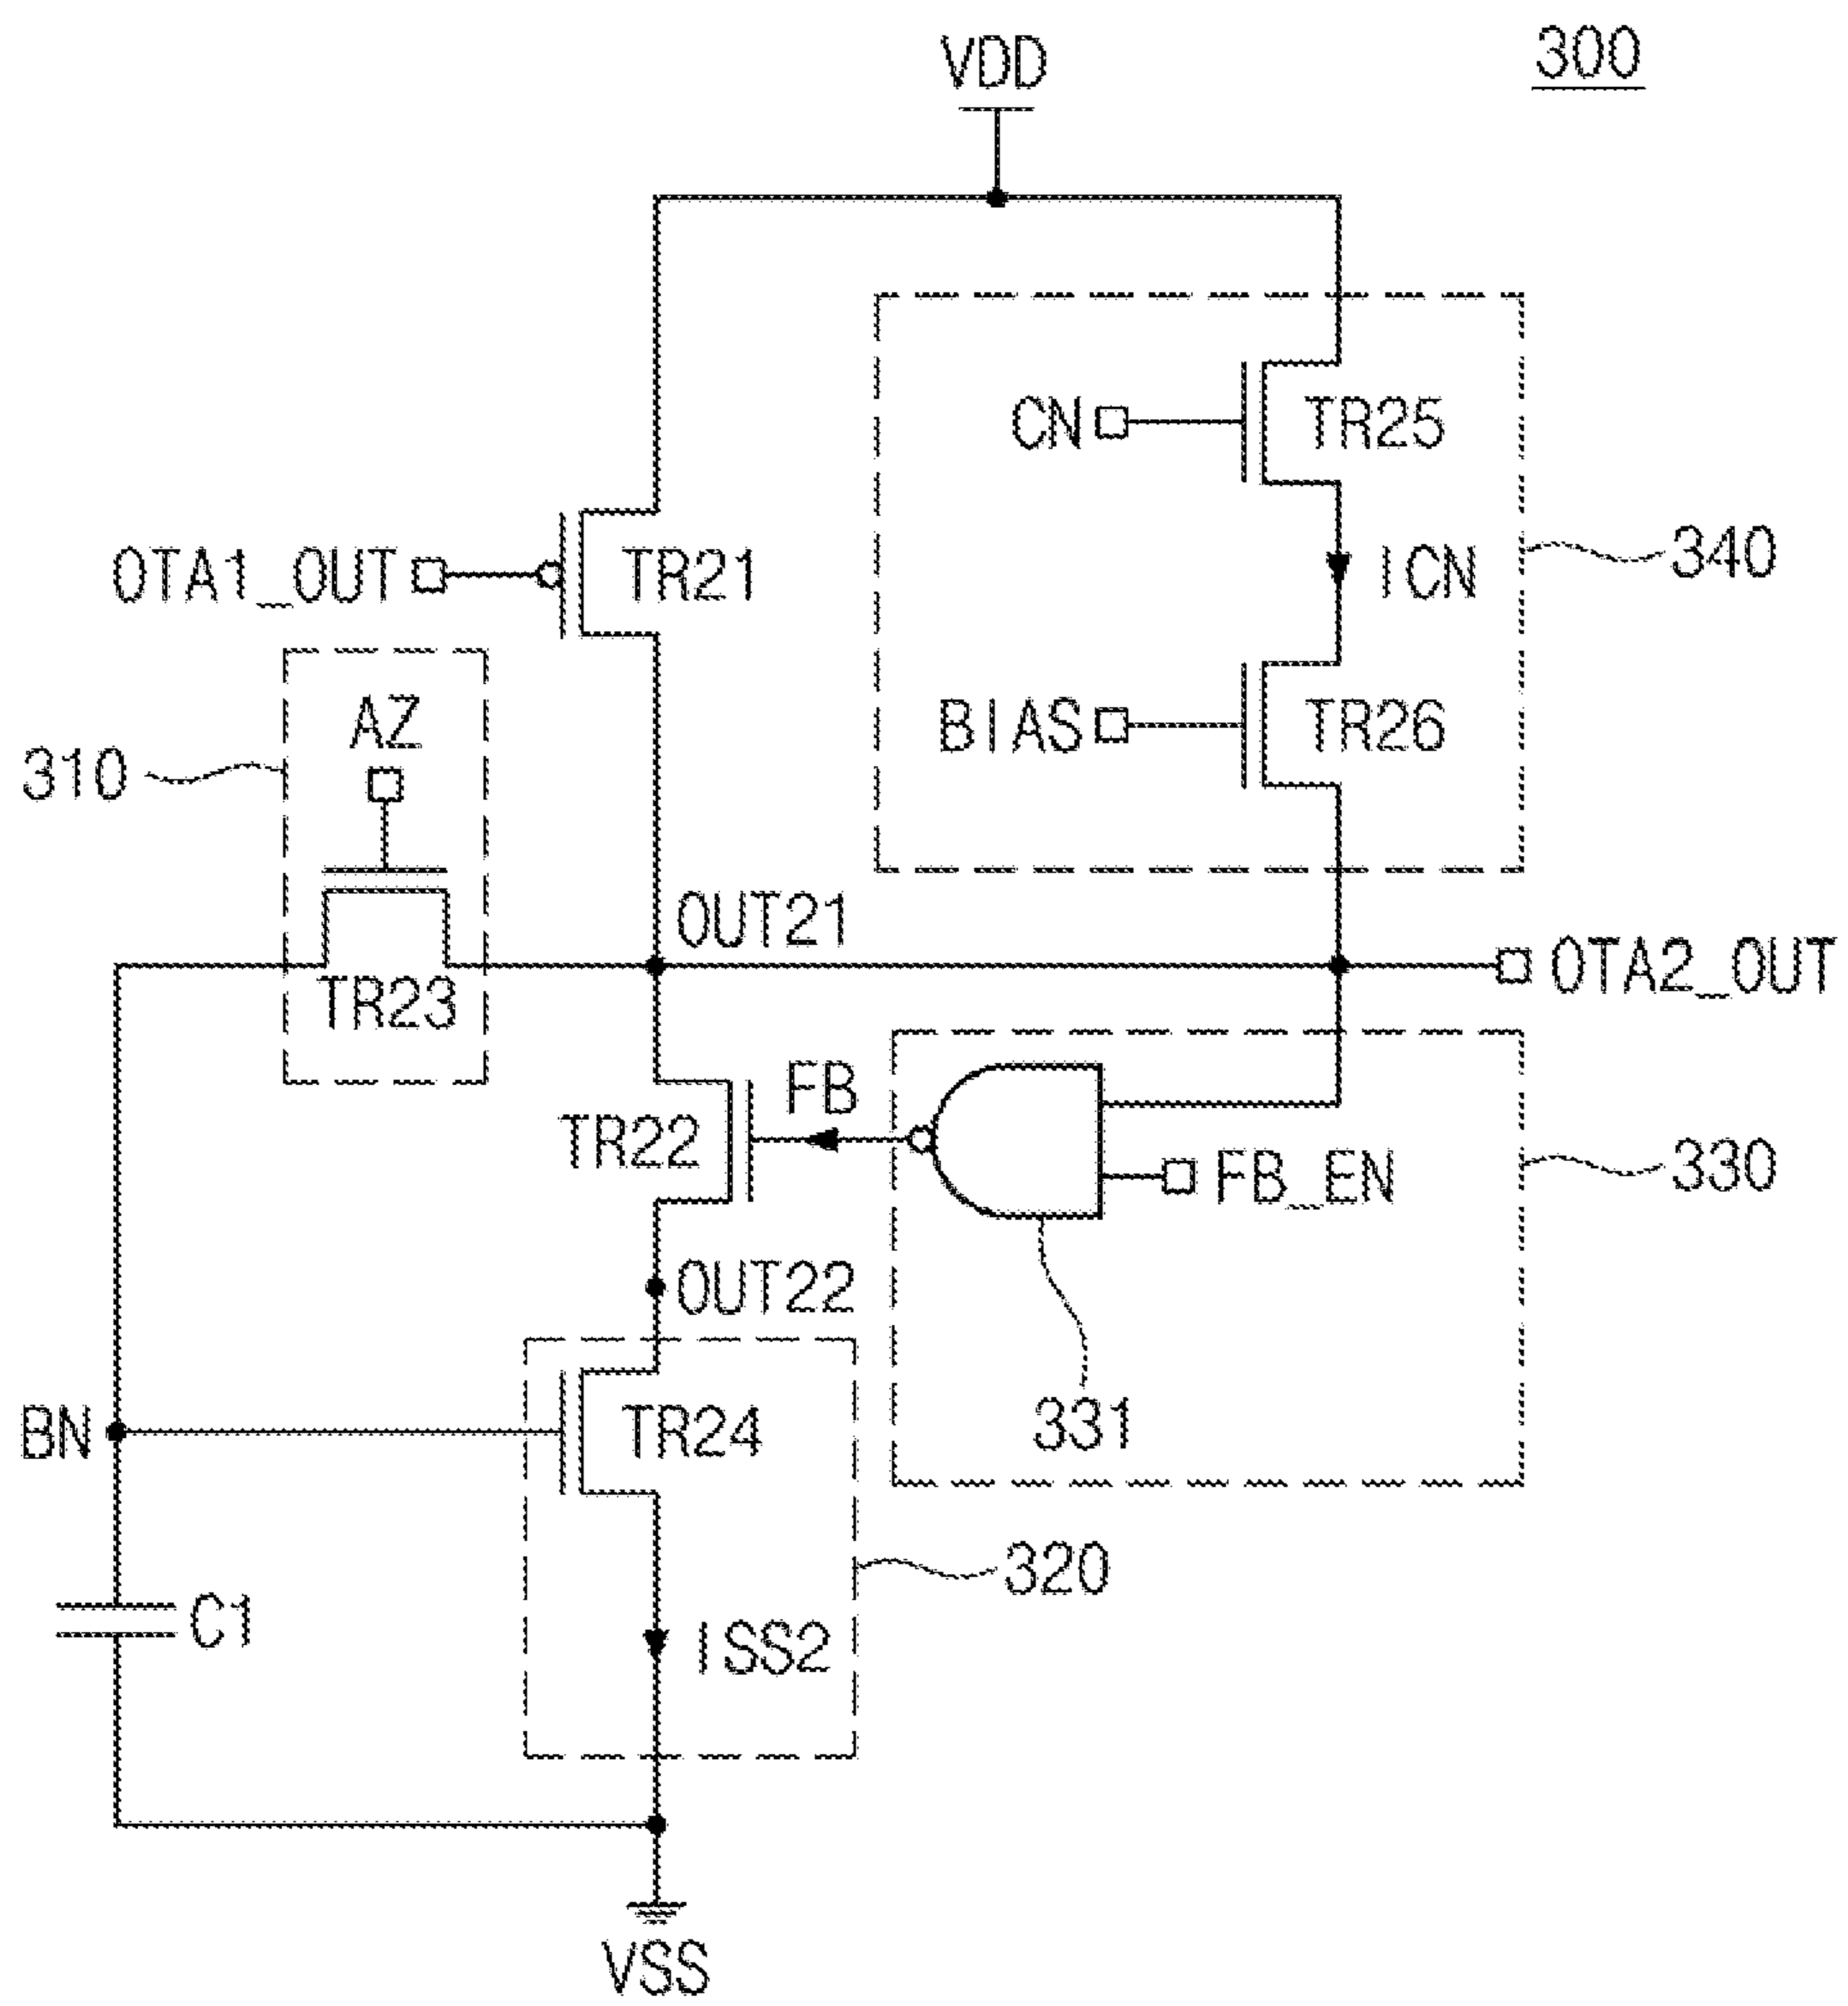 300
VDD
CN
TR25
OTA1_OUT
TR21
ICN
340
AZ
310
BIAS
TR26
OUT21
OTA2_OUT
TR23
FB
TR22
FB_EN
330
OUT22
BN
TR24
331
320
C1
ISS2
VSS